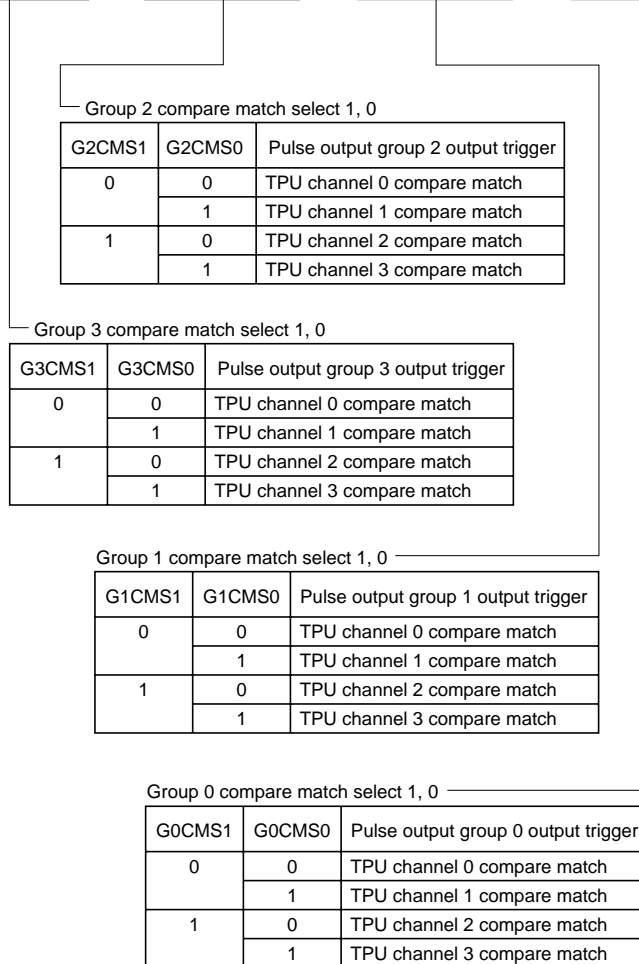 Group 2 compare match select 1, 0
G2CMS1 G2CMS0 Pulse output group 2 output trigger
0 0 TPU channel 0 compare match
1 TPU channel 1 compare match
1 0 TPU channel 2 compare match
1 TPU channel 3 compare match
Group 3 compare match select 1, 0
G3CMS1 G3CMS0 Pulse output group 3 output trigger
0 0 TPU channel 0 compare match
1 TPU channel 1 compare match
1 0 TPU channel 2 compare match
1 TPU channel 3 compare match
Group 1 compare match select 1, 0
G1CMS1 G1CMS0 Pulse output group 1 output trigger
0 0 TPU channel 0 compare match
1 TPU channel 1 compare match
1 0 TPU channel 2 compare match
1 TPU channel 3 compare match
Group 0 compare match select 1, 0
G0CMS1 G0CMS0 Pulse output group 0 output trigger
0 0 TPU channel 0 compare match
1 TPU channel 1 compare match
1 0 TPU channel 2 compare match
1 TPU channel 3 compare match